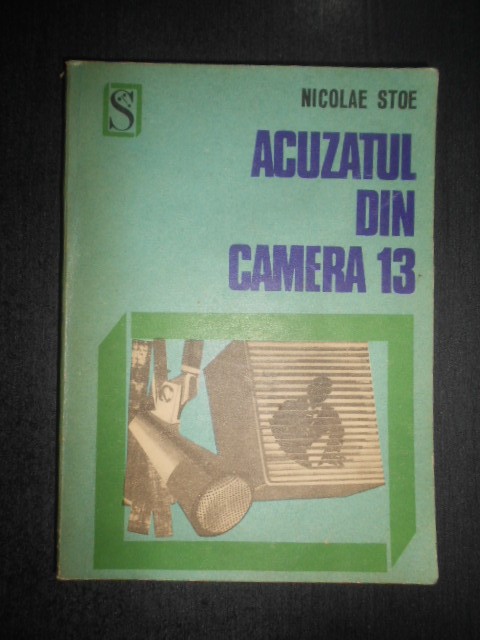 S
NICOLAE STOE
ACUZATUL
DIN
CAMERA 13